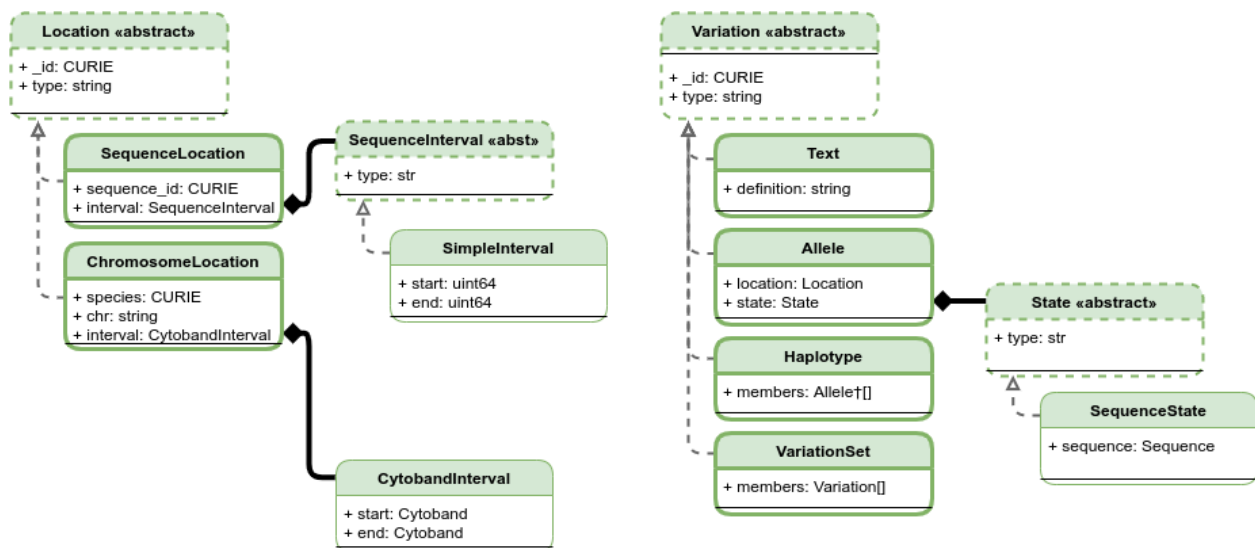 Location «abstract»
+ _id: CURIE
+ type: string
SequenceLocation
+ sequence_id: CURIE
+ interval: SequenceInterval
ChromosomeLocation
+ species: CURIE
+ chr: string
+ interval: CytobandInterval
SequenceInterval «abst»
+ type: str
SimpleInterval
+ start: uint64
+ end: uint64
CytobandInterval
+ start: Cytoband
+ end: Cytoband
Variation «abstract»
+ _id: CURIE
+ type: string
Text
+ definition: string
Allele
+ location: Location
+ state: State
Haplotype
+ members: Allele†[]
VariationSet
+ members: Variation[]
State «abstract»
+ type: str
SequenceState
+ sequence: Sequence